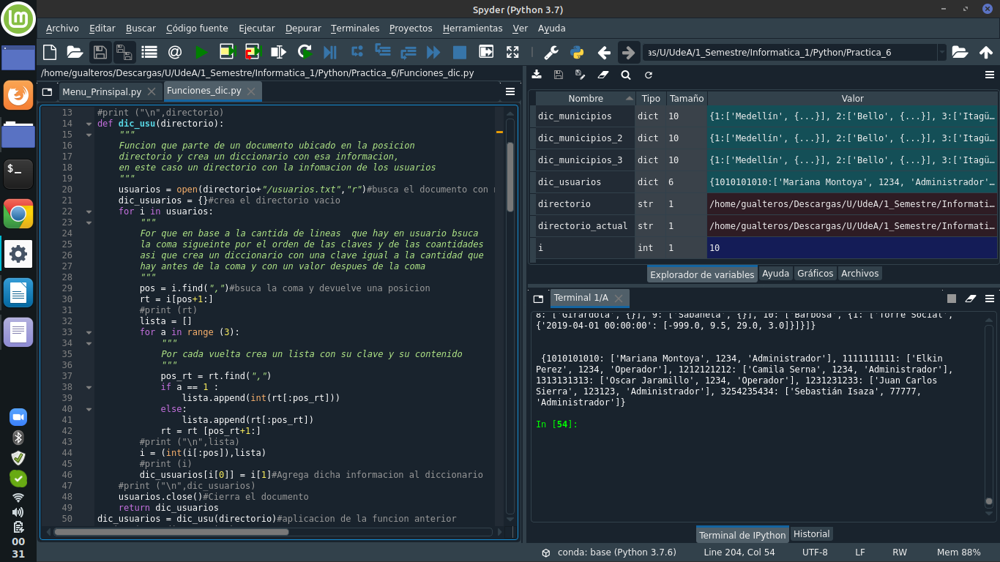 Spyder (Python 3.7)
Archivo Editar Buscar Código fuente Ejecutar Depurar Terminales Proyectos Herramientas Ver Ayuda
as/U/UdeA/1_Semestre/Informatica_1/Python/Practica_6
/home/gualteros/Descargas/U/UdeA/1_Semestre/Informatica_1/Python/Practica_6/Funciones_dic.py
Menu_Prinsipal.py Funciones_dic.py
13 #print ("\n",directorio)
14 def dic_usu(directorio):
15 """
16 Funcion que parte de un documento ubicado en la posicion
17 directorio y crea un diccionario con esa informacion,
18 en este caso un directorio con la infomacion de los usuarios
19 """
20 usuarios = open(directorio+"/usuarios.txt","r")#busca el documento con
21 dic_usuarios = {}#crea el directorio vacio
22 for i in usuarios:
23 """
24 For que en base a la cantida de lineas  que hay en usuario bsuca
25 la coma sigueinte por el orden de las claves y de las coantidades
26 asi que crea un diccionario con una clave igual a la cantidad que
27 hay antes de la coma y con un valor despues de la coma
28 """
29 pos = i.find(",")#bsuca la coma y devuelve una posicion
30 rt = i[pos+1:]
31 #print (rt)
32 lista = []
33 for a in range (3):
34 """
35 Por cada vuelta crea un lista con su clave y su contenido
36 """
37 pos_rt = rt.find(",")
38 if a == 1 :
39 lista.append(int(rt[:pos_rt]))
40 else:
41 lista.append(rt[:pos_rt])
42 rt = rt [pos_rt+1:]
43 #print ("\n",lista)
44 i = (int(i[:pos]),lista)
45 #print (i)
46 dic_usuarios[i[0]] = i[1]#Agrega dicha informacion al diccionario
47 #print ("\n",dic_usuarios)
48 usuarios.close()#Cierra el documento
49 return dic_usuarios
50 dic_usuarios = dic_usu(directorio)#aplicacion de la funcion anterior
Nombre Tipo Tamaño Valor
dic_municipios dict 10 {1:['Medellín', {...}], 2:['Bello', {...}], 3:['Itagü…
dic_municipios_2 dict 10 {1:['Medellín', {...}], 2:['Bello', {...}], 3:['Itagü…
dic_municipios_3 dict 10 {1:['Medellín', {...}], 2:['Bello', {...}], 3:['Itagü…
dic_usuarios dict 6 {1010101010:['Mariana Montoya', 1234, 'Administrador'…
directorio str 1 /home/gualteros/Descargas/U/UdeA/1_Semestre/Informati…
directorio_actual str 1 /home/gualteros/Descargas/U/UdeA/1_Semestre/Informati…
i int 1 10
Explorador de variables Ayuda Gráficos Archivos
Terminal 1/A
8: ['Girardota', {}], 9: ['Sabaneta', {}], 10: ['Barbosa', {1: ['Torre Social',
{'2019-04-01 00:00:00': [-999.0, 9.5, 29.0, 3.0]}]}]}
{1010101010: ['Mariana Montoya', 1234, 'Administrador'], 1111111111: ['Elkin
Perez', 1234, 'Operador'], 1212121212: ['Camila Serna', 1234, 'Administrador'],
1313131313: ['Oscar Jaramillo', 1234, 'Operador'], 1231231233: ['Juan Carlos
Sierra', 123123, 'Administrador'], 3254235434: ['Sebastián Isaza', 77777,
'Administrador']}
In [54]:
Terminal de IPython Historial
conda: base (Python 3.7.6) Line 204, Col 54 UTF-8 LF RW Mem 88%
00
31